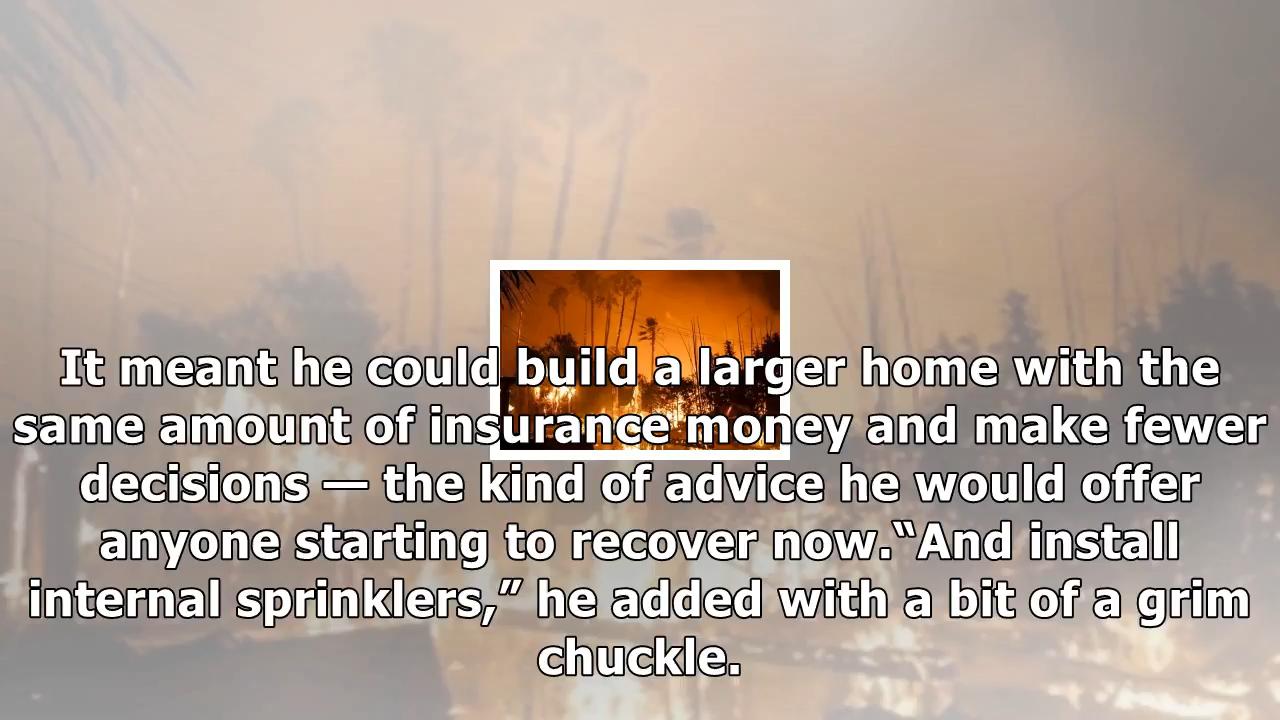 It meant he could build a larger home with the
same amount of insurance money and make fewer
decisions — the kind of advice he would offer
anyone starting to recover now.“And install
internal sprinklers,” he added with a bit of a grim
chuckle.